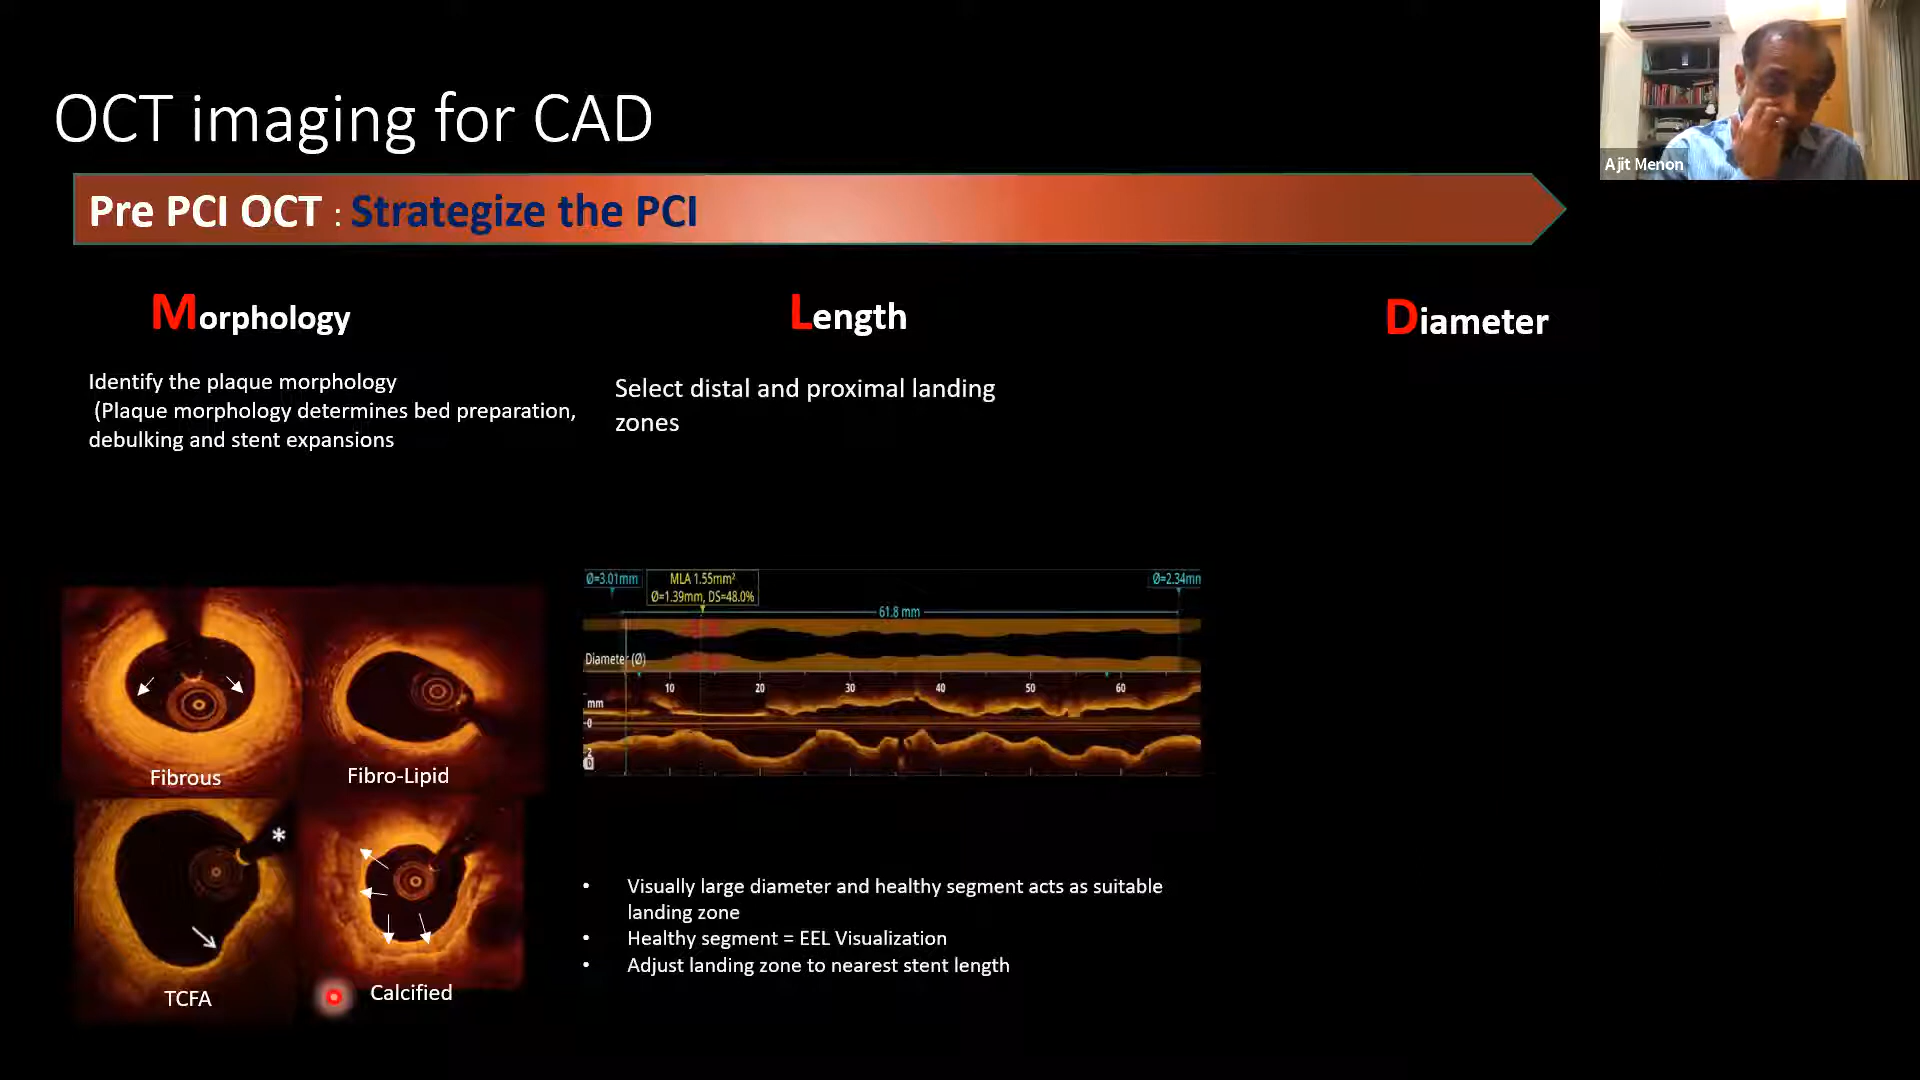 OCT imaging for CAD
Ajit Menon
Pre PCI OCT : Strategize the PCI
Morphology
Length
Diameter
Identify the plaque morphology
(Plaque morphology determines bed preparation,
debulking and stent expansions
Select distal and proximal landing
zones
Ø=3.01mm
MLA 1.55mm²
Ø=1.39mm, DS=48.0%
Ø=2.34mm
61.8 mm
Diameter (Ø)
10 20 30 40 50 60
mm
0
2
Fibrous
Fibro-Lipid
*
TCFA
Calcified
• Visually large diameter and healthy segment acts as suitable
landing zone
• Healthy segment = EEL Visualization
• Adjust landing zone to nearest stent length